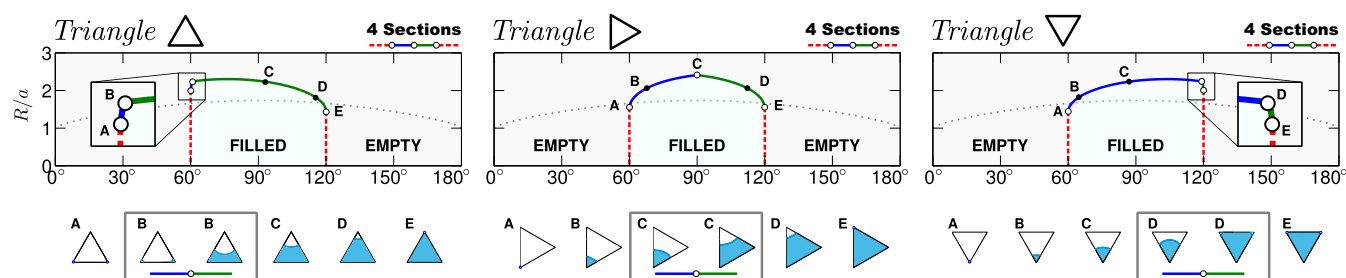 Triangle
4 Sections
R/a
3
2
1
0
B
A
C
D
E
FILLED
EMPTY
0° 30° 60° 90° 120° 150° 180°
A B B C D E
Triangle
4 Sections
A
B
C
D
E
EMPTY
FILLED
EMPTY
0° 30° 60° 90° 120° 150° 180°
A B C C D E
Triangle
4 Sections
A
B
C
D
E
EMPTY
FILLED
0° 30° 60° 90° 120° 150° 180°
A B C D D E